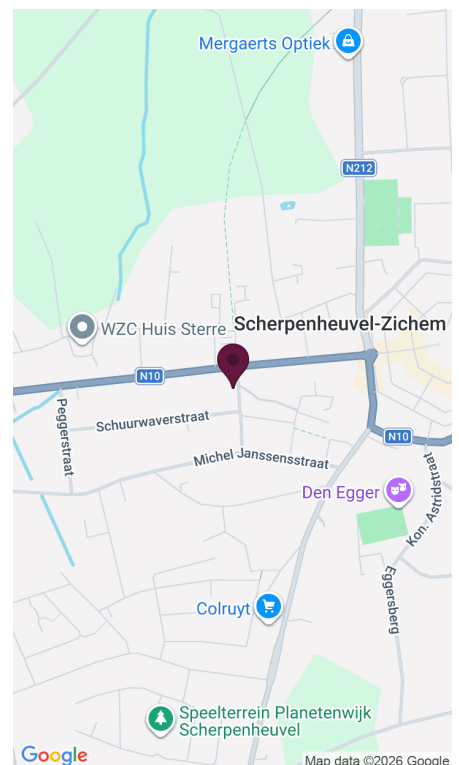 Mergaerts Optiek
N212
WZC Huis Sterre
Scherpenheuvel-Zichem
N10
Peggerstraat
Schuurwaverstraat
N10
Michel Janssensstraat
Den Egger
Kon. Astridstraat
Eggersberg
Colruyt
Speelterrein Planetenwijk
Scherpenheuvel
Google
Map data ©2026 Google